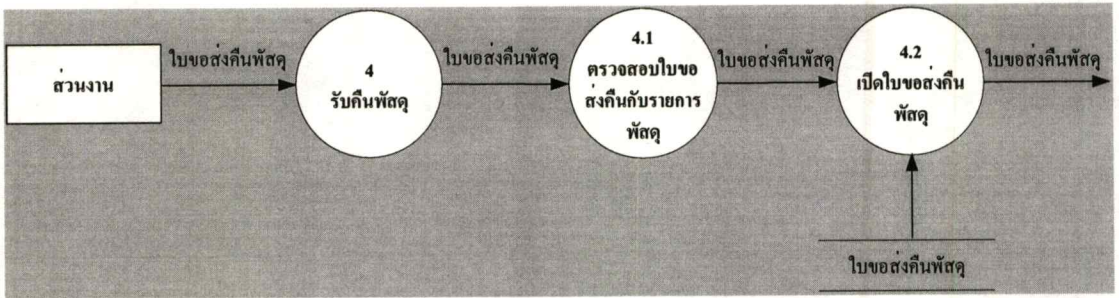 ส่วนงาน
ใบขอส่งคืนพัสดุ
4
รับคืนพัสดุ
ใบขอส่งคืนพัสดุ
4.1
ตรวจสอบใบขอ
ส่งคืนกับรายการ
พัสดุ
ใบขอส่งคืนพัสดุ
4.2
เปิดใบขอส่งคืน
พัสดุ
ใบขอส่งคืนพัสดุ
ใบขอส่งคืนพัสดุ